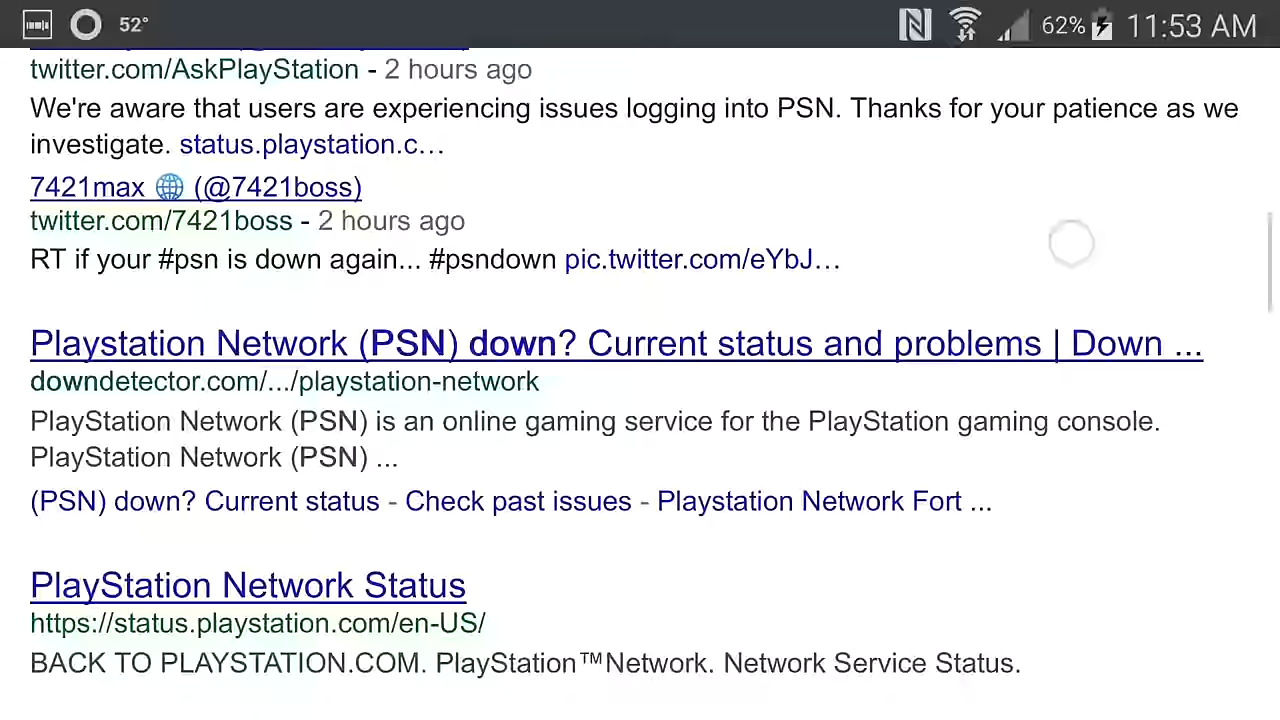 52°
62%
11:53 AM
twitter.com/AskPlayStation - 2 hours ago
We're aware that users are experiencing issues logging into PSN. Thanks for your patience as we
investigate. status.playstation.c…
7421max 🌐 (@7421boss)
twitter.com/7421boss - 2 hours ago
RT if your #psn is down again... #psndown pic.twitter.com/eYbJ…
Playstation Network (PSN) down? Current status and problems | Down ...
downdetector.com/.../playstation-network
PlayStation Network (PSN) is an online gaming service for the PlayStation gaming console.
PlayStation Network (PSN) ...
(PSN) down? Current status - Check past issues - Playstation Network Fort ...
PlayStation Network Status
https://status.playstation.com/en-US/
BACK TO PLAYSTATION.COM. PlayStation™Network. Network Service Status.